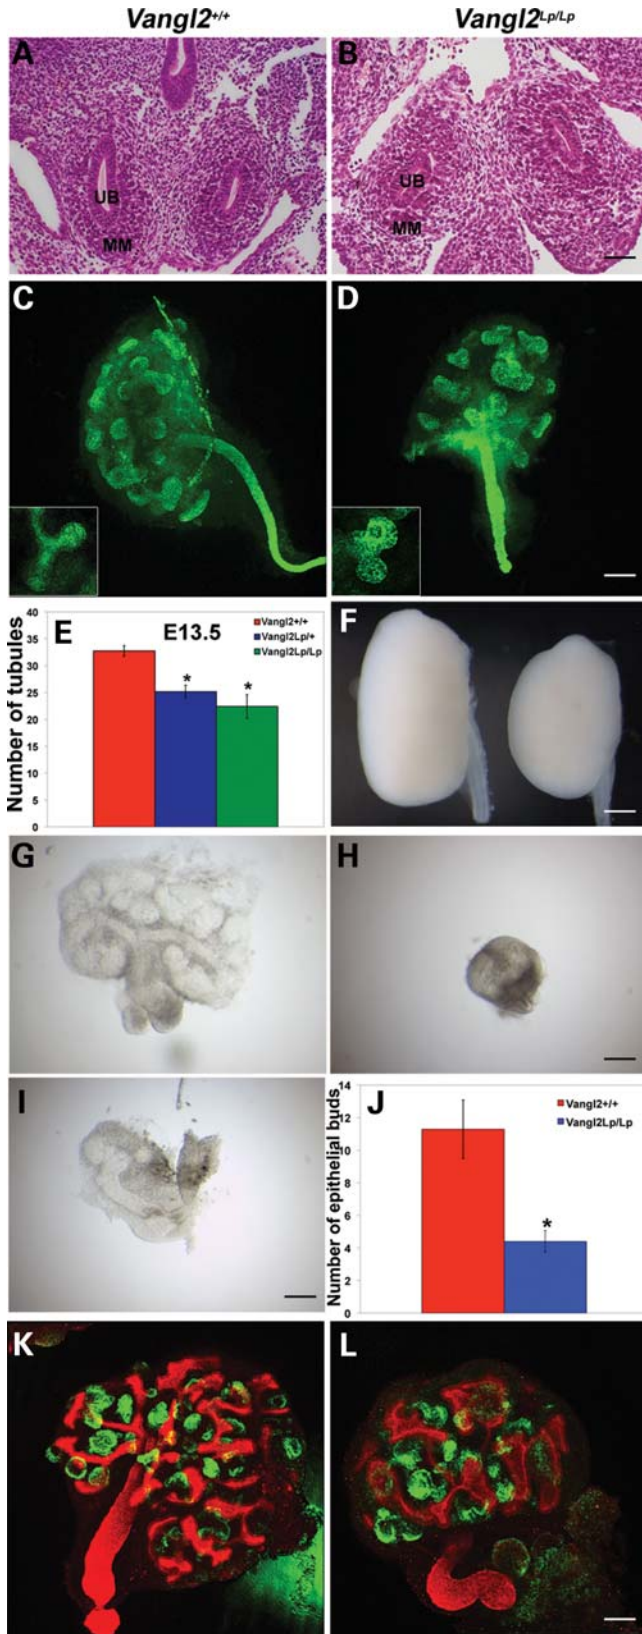 Vangl2+/+
Vangl2Lp/Lp
A
B
UB
MM
UB
MM
C
D
E
E13.5
Vangl2+/+
Vangl2Lp/+
Vangl2Lp/Lp
Number of tubules
40
35
30
25
20
15
10
5
0
*
*
F
G
H
I
J
Vangl2+/+
Vangl2Lp/Lp
Number of epithelial buds
14
12
10
8
6
4
2
0
*
K
L